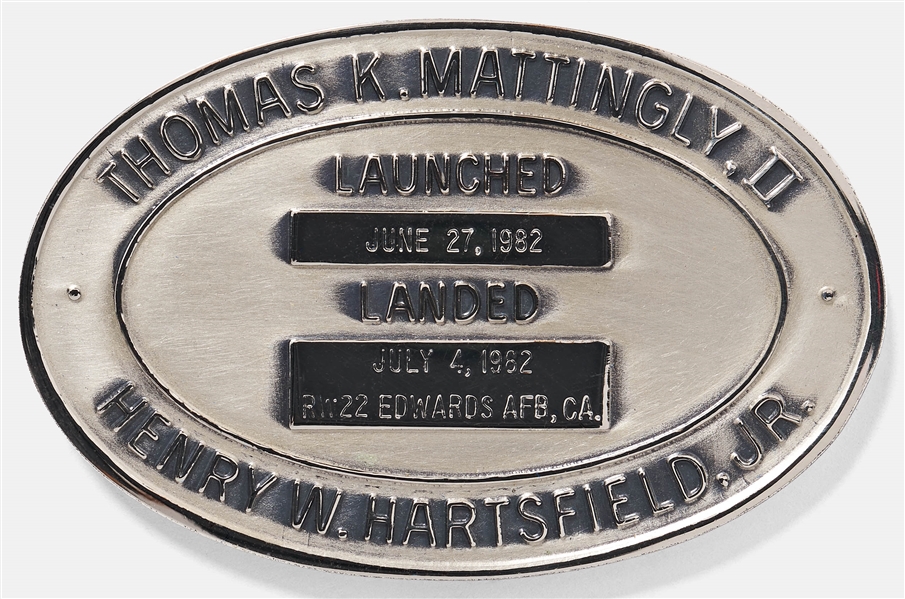 THOMAS K. MATTINGLY, II
LAUNCHED
JUNE 27, 1982
LANDED
JULY 4, 1982
RW22 EDWARDS AFB, CA.
HENRY W. HARTSFIELD, JR.